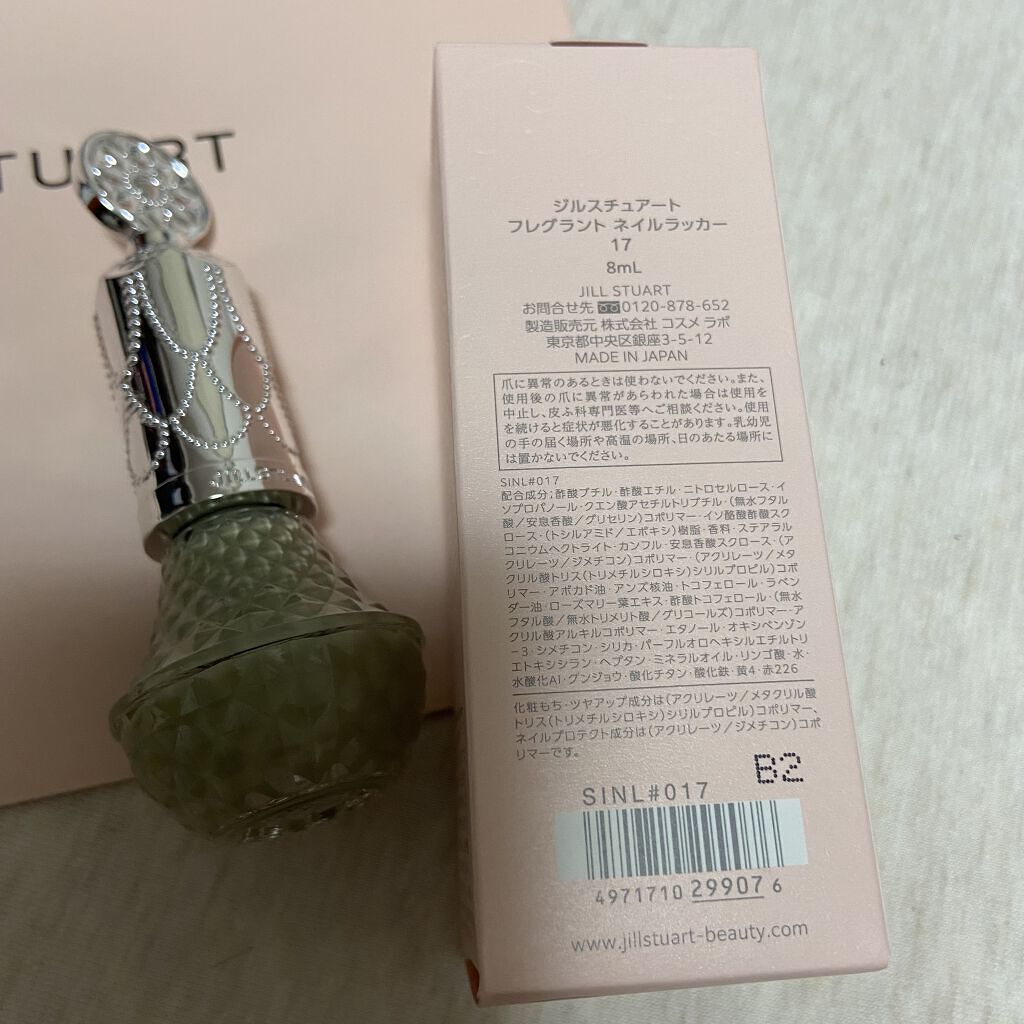 TUART
JILLST
ジルスチュアート
フレグラント ネイルラッカー
17
8mL
JILL STUART
お問合せ先 0120-878-652
製造販売元 株式会社 コスメ ラボ
東京都中央区銀座3-5-12
MADE IN JAPAN
爪に異常のあるときは使わないでください。また、
使用後の爪に異常があらわれた場合は使用を
中止し、皮ふ科専門医等へご相談ください。使用
を続けると症状が悪化することがあります。乳幼児
の手の届く場所や高温の場所、日のあたる場所に
は置かないでください。
SINL#017
配合成分;酢酸ブチル・酢酸エチル・ニトロセルロース・イ
ソプロパノール・クエン酸アセチルトリブチル・(無水フタル
酸/安息香酸/グリセリン)コポリマー・イソ酪酸酢酸スク
ロース・(トシルアミド/エポキシ)樹脂・香料・ステアラル
コニウムヘクトライト・カンフル・安息香酸スクロース・(ア
クリレーツ/ジメチコン)コポリマー・(アクリレーツ/メタ
クリル酸トリス(トリメチルシロキシ)シリルプロピル)コポ
リマー・アボカド油・アンズ核油・トコフェロール・ラベン
ダー油・ローズマリー葉エキス・酢酸トコフェロール・(無水
フタル酸/無水トリメリト酸/グリコールズ)コポリマー・ア
クリル酸アルキルコポリマー・エタノール・オキシベンゾン
-3・シメチコン・シリカ・パーフルオロヘキシルエチルトリ
エトキシシラン・ヘプタン・ミネラルオイル・リンゴ酸・水・
水酸化Al・グンジョウ・酸化チタン・酸化鉄・黄4・赤226
化粧もち・ツヤアップ成分は(アクリレーツ/メタクリル酸
トリス(トリメチルシロキシ)シリルプロピル)コポリマー、
ネイルプロテクト成分は(アクリレーツ/ジメチコン)コポ
リマーです。
B2
SINL#017
4971710 29907 6
www.jillstuart-beauty.com